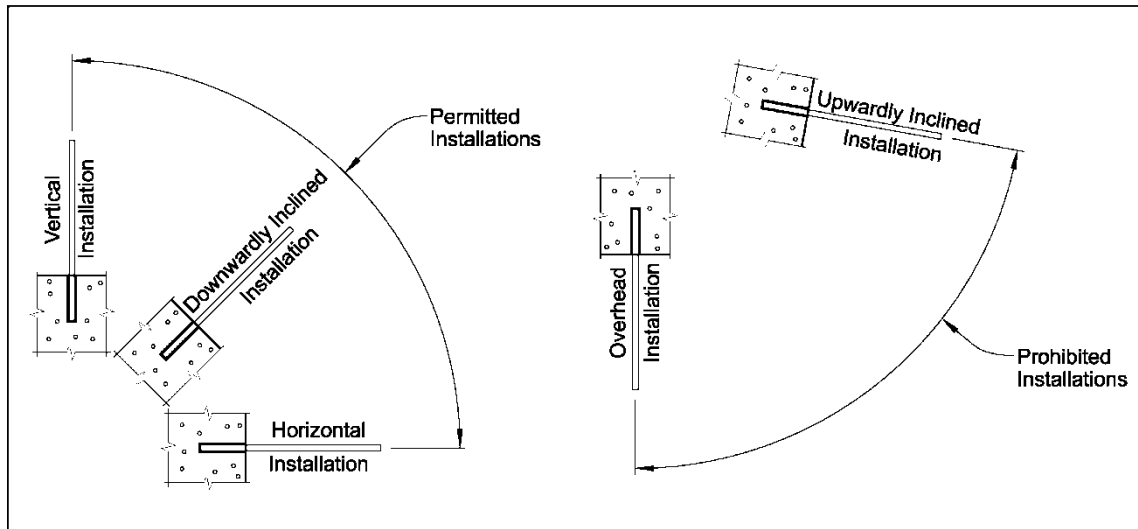 Permitted
Installations
Vertical
Installation
Downwardly Inclined
Installation
Horizontal
Installation
Upwardly Inclined
Installation
Overhead
Installation
Prohibited
Installations